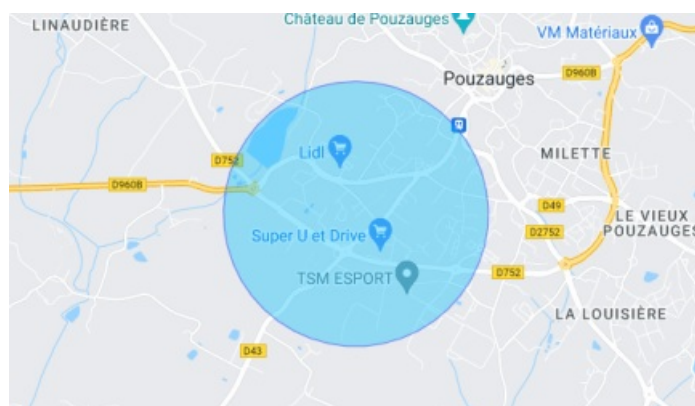 LINAUDIÈRE
Château de Pouzauges
VM Matériaux
Pouzauges
D960B
Lidl
MILETTE
D752
D960B
D49
LE VIEUX
POUZAUGES
Super U et Drive
D2752
TSM ESPORT
D752
LA LOUISIÈRE
D43